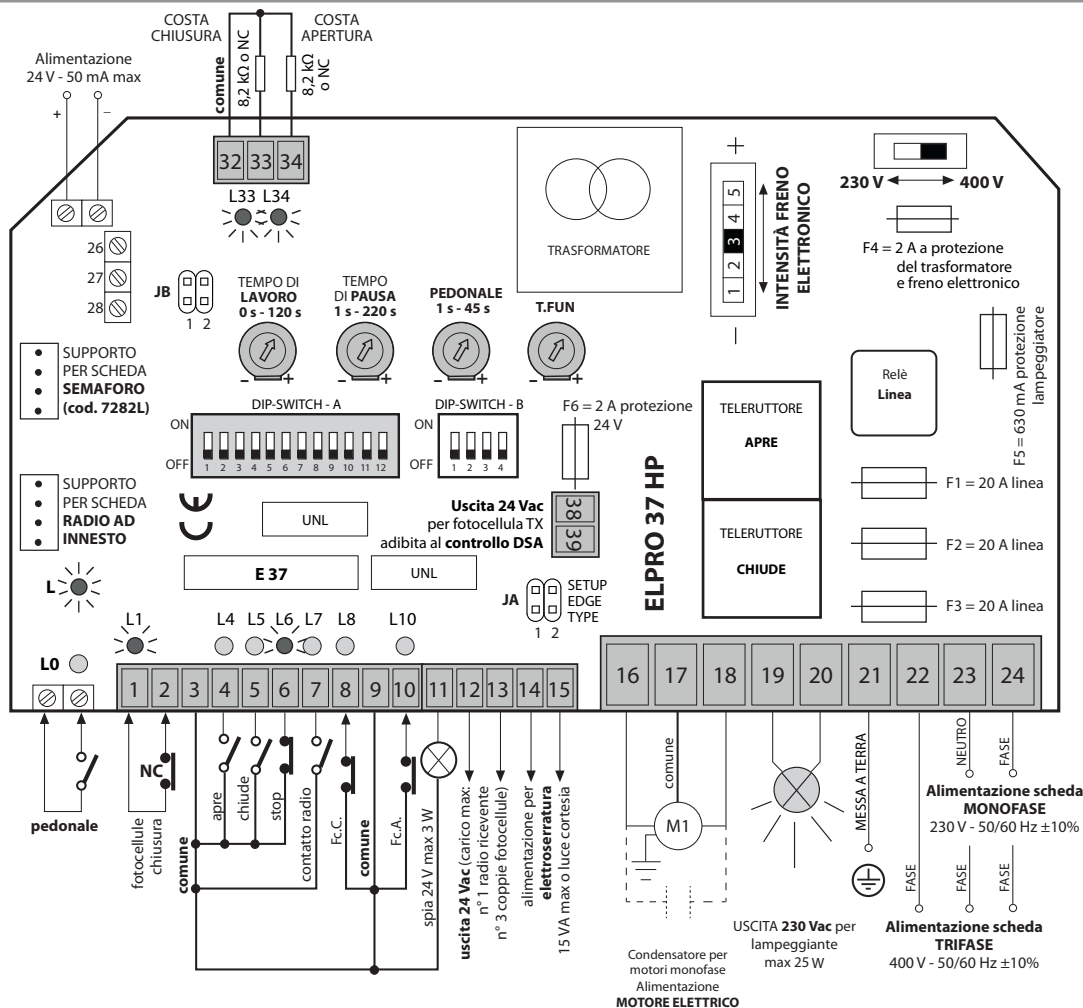 COSTA
CHIUSURA
COSTA
APERTURA
Alimentazione
24 V - 50 mA max
+
–
comune
8,2 kΩ o NC
8,2 kΩ
o NC
32 33 34
L33 L34
26
27
28
JB
1 2
TEMPO DI
LAVORO
0 s - 120 s
- +
TEMPO
DI PAUSA
1 s - 220 s
- +
PEDONALE
1 s - 45 s
- +
T.FUN
- +
TRASFORMATORE
+
5
4
3
2
1
–
INTENSITÀ FRENO
ELETTRONICO
230 V
400 V
F4 = 2 A a protezione
del trasformatore
e freno elettronico
F5 = 630 mA protezione
lampeggiatore
SUPPORTO
PER SCHEDA
SEMAFORO
(cod. 7282L)
DIP-SWITCH - A
ON
OFF
1 2 3 4 5 6 7 8 9 10 11 12
DIP-SWITCH - B
ON
OFF
1 2 3 4
F6 = 2 A protezione
24 V
TELERUTTORE
APRE
Relè
Linea
SUPPORTO
PER SCHEDA
RADIO AD
INNESTO
CE
UNL
Uscita 24 Vac
per fotocellula TX
adibita al controllo DSA
38
39
ELPRO 37 HP
TELERUTTORE
CHIUDE
F1 = 20 A linea
F2 = 20 A linea
F3 = 20 A linea
E 37
UNL
JA
1 2
SETUP
EDGE
TYPE
L
L0
L1
L4
L5
L6
L7
L8
L10
1 2 3 4 5 6 7 8 9 10 11 12 13 14 15
16 17 18 19 20 21 22 23 24
pedonale
NC
fotocellule
chiusura
comune
apre
chiude
stop
contatto radio
Fc.C.
comune
Fc.A.
spia 24 V max 3 W
uscita 24 Vac (carico max:
n° 1 radio ricevente
n° 3 coppie fotocellule)
alimentazione per
elettroserratura
15 VA max o luce cortesia
comune
M1
Condensatore per
motori monofase
Alimentazione
MOTORE ELETTRICO
USCITA 230 Vac per
lampeggiante
max 25 W
MESSA A TERRA
NEUTRO
FASE
Alimentazione scheda
MONOFASE
230 V - 50/60 Hz ±10%
FASE
FASE
FASE
Alimentazione scheda
TRIFASE
400 V - 50/60 Hz ±10%